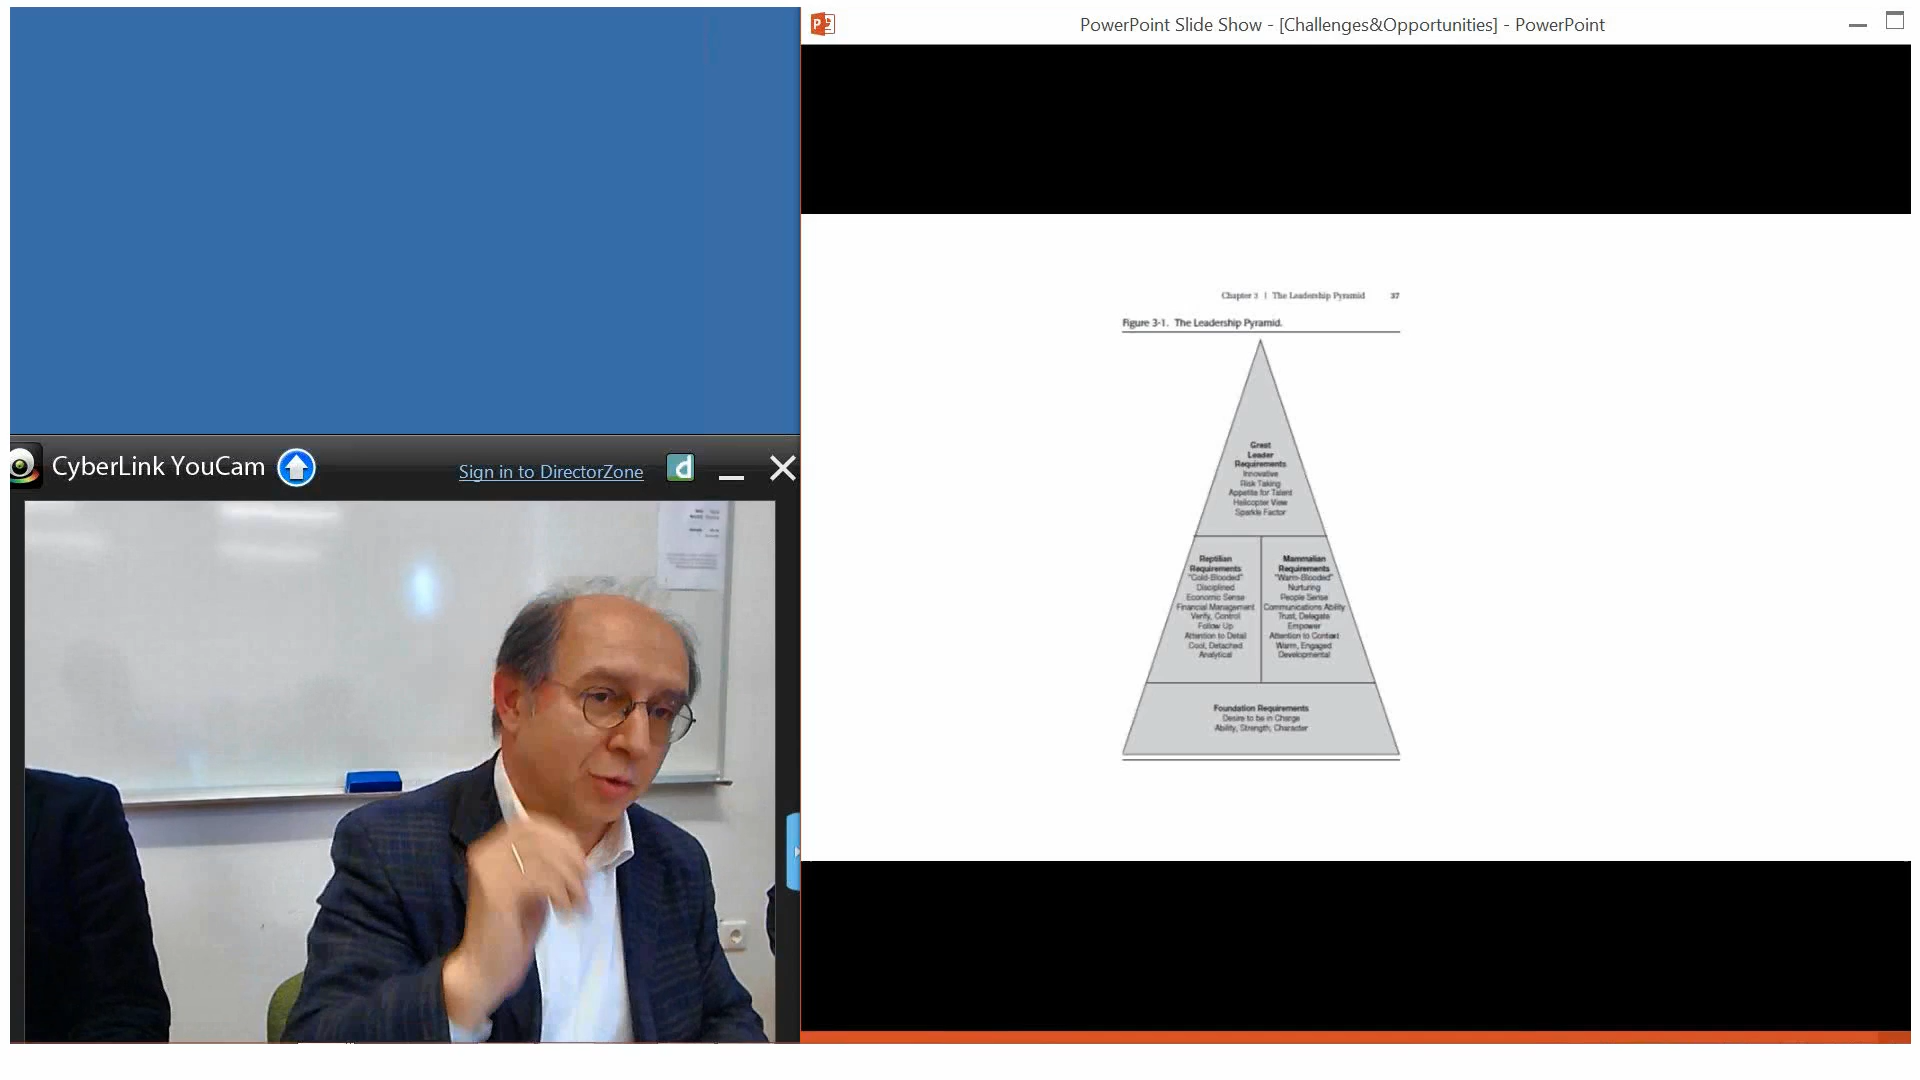 PowerPoint Slide Show - [Challenges&Opportunities] - PowerPoint
CyberLink YouCam
Sign in to DirectorZone
d
Chapter 3 | The Leadership Pyramid 37
Figure 3-1. The Leadership Pyramid.
Great
Leader
Requirements
Innovative
Risk Taking
Appetite for Talent
Helicopter View
Sparkle Factor
Reptilian
Requirements
"Cold-Blooded"
Disciplined
Economic Sense
Financial Management
Verify, Control
Follow Up
Attention to Detail
Cool, Detached
Analytical
Mammalian
Requirements
"Warm-Blooded"
Nurturing
People Sense
Communications Ability
Trust, Delegate
Empower
Attention to Context
Warm, Engaged
Developmental
Foundation Requirements
Desire to be in Charge
Ability, Strength, Character